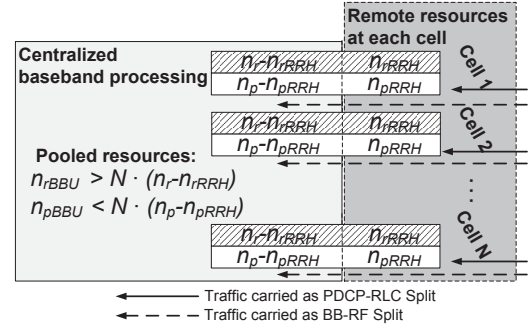 Remote resources
at each cell
Centralized
baseband processing
n_r-n_rRRH n_rRRH
n_p-n_pRRH n_pRRH
Cell 1
n_r-n_rRRH n_rRRH
n_p-n_pRRH n_pRRH
Cell 2
Pooled resources:
n_rBBU > N · (n_r-n_rRRH)
n_pBBU < N · (n_p-n_pRRH)
.....
n_r-n_rRRH n_rRRH
n_p-n_pRRH n_pRRH
Cell N
Traffic carried as PDCP-RLC Split
Traffic carried as BB-RF Split